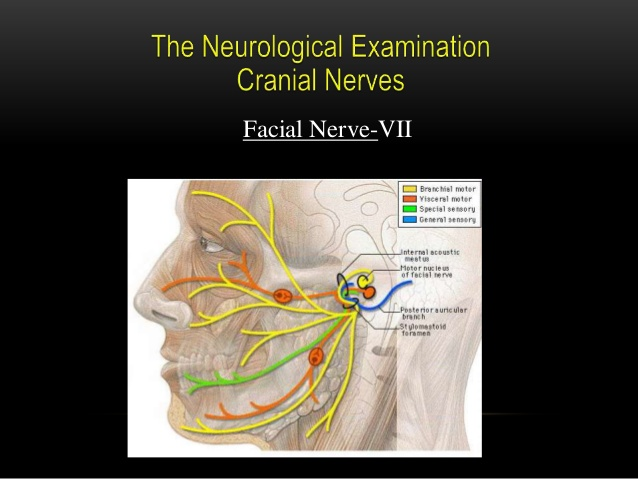 The Neurological Examination
Cranial Nerves
Facial Nerve-VII
Branchial motor
Visceral motor
Special sensory
General sensory
Internal acoustic
meatus
Motor nucleus
of facial nerve
Posterior auricular
branch
Stylomastoid
foramen